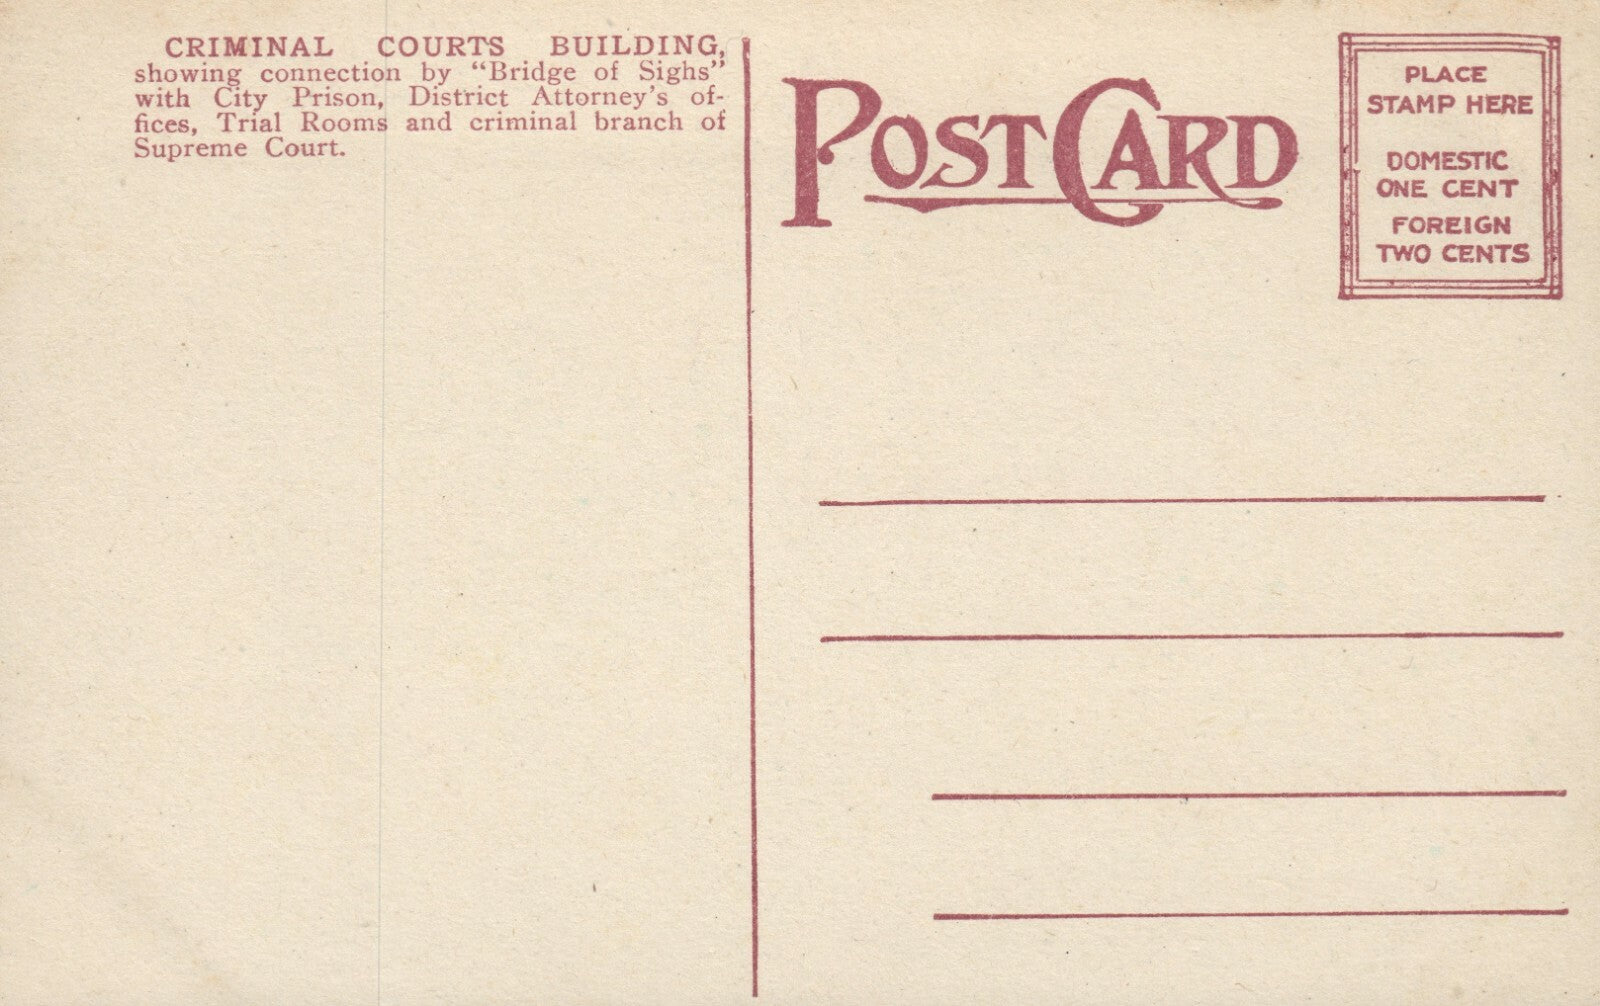 CRIMINAL COURTS BUILDING,
showing connection by “Bridge of Sighs”
with City Prison, District Attorney’s of-
fices, Trial Rooms and criminal branch of
Supreme Court.
POST CARD
PLACE
STAMP HERE
DOMESTIC
ONE CENT
FOREIGN
TWO CENTS